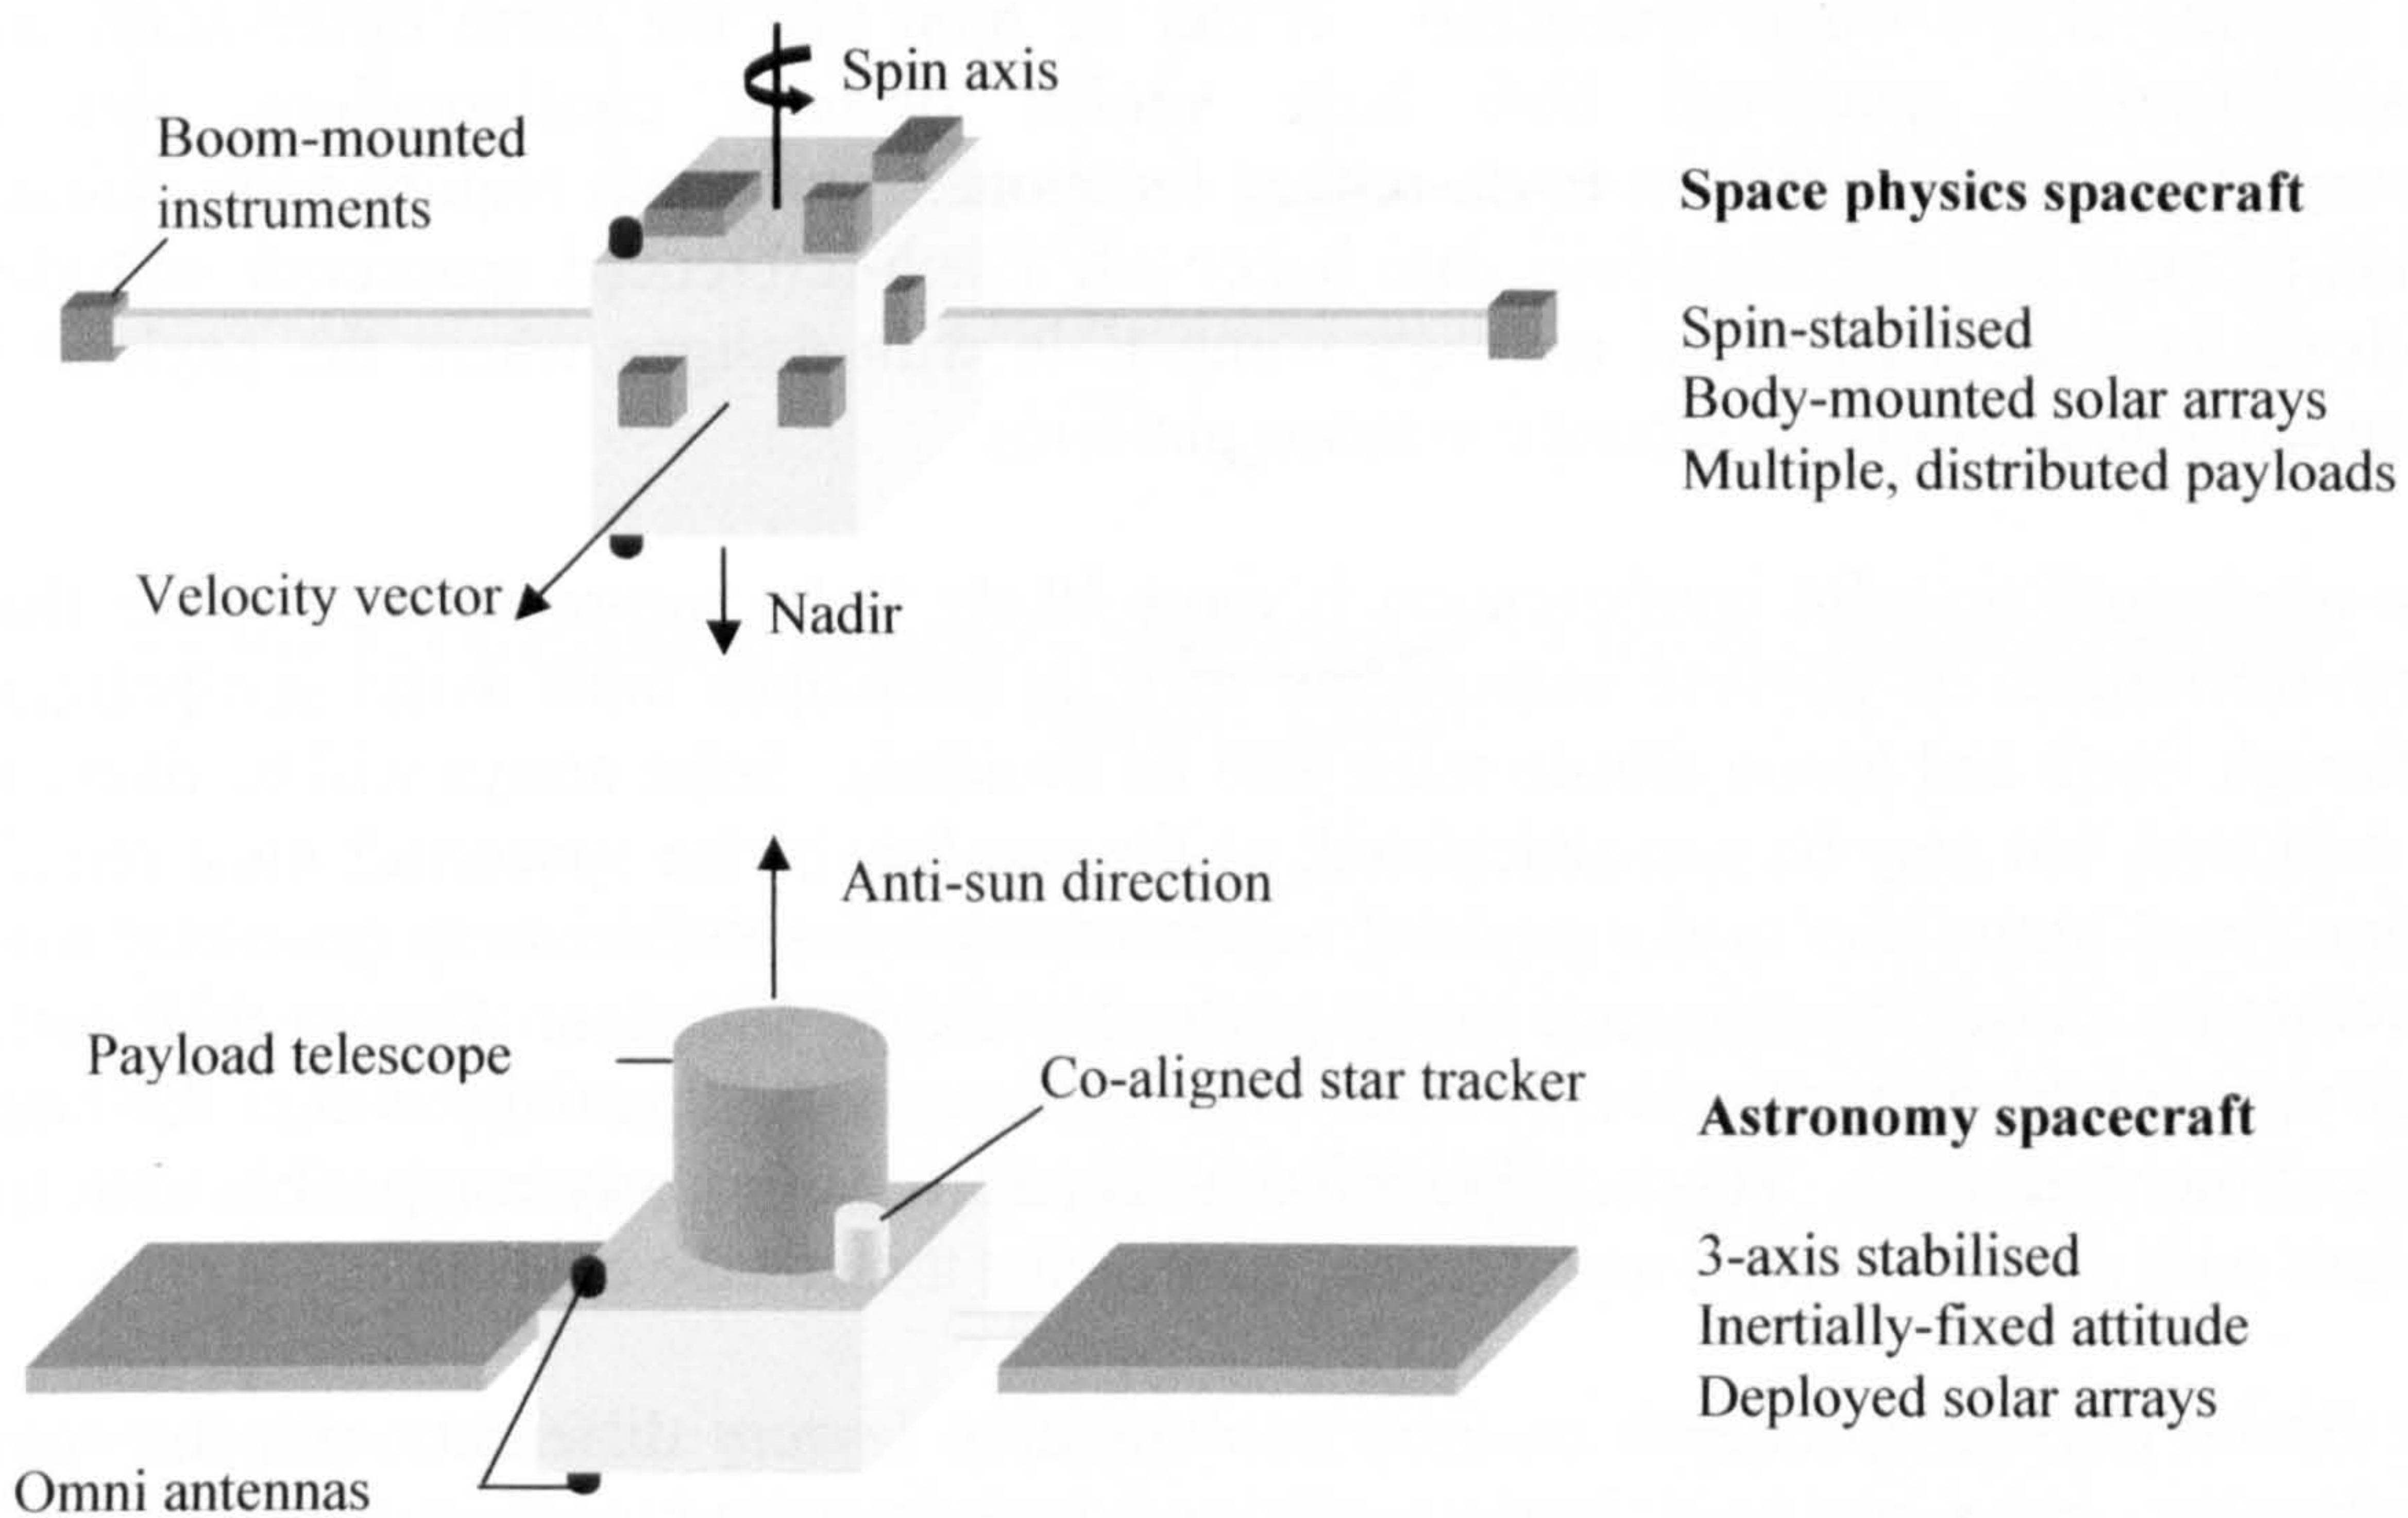 Spin axis
Boom-mounted
instruments
Space physics spacecraft
Spin-stabilised
Body-mounted solar arrays
Multiple, distributed payloads
Velocity vector
Nadir
Anti-sun direction
Payload telescope
Co-aligned star tracker
Astronomy spacecraft
3-axis stabilised
Inertially-fixed attitude
Deployed solar arrays
Omni antennas